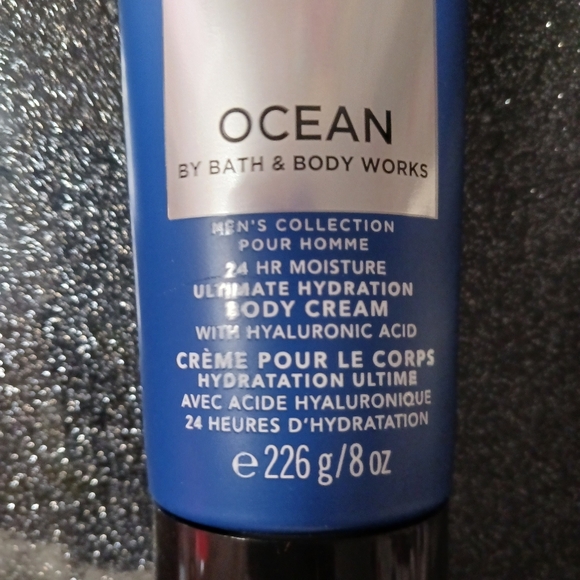 OCEAN
BY BATH & BODY WORKS
MEN'S COLLECTION
POUR HOMME
24 HR MOISTURE
ULTIMATE HYDRATION
BODY CREAM
WITH HYALURONIC ACID
CRÈME POUR LE CORPS
HYDRATATION ULTIME
AVEC ACIDE HYALURONIQUE
24 HEURES D'HYDRATATION
℮ 226 g/8 oz